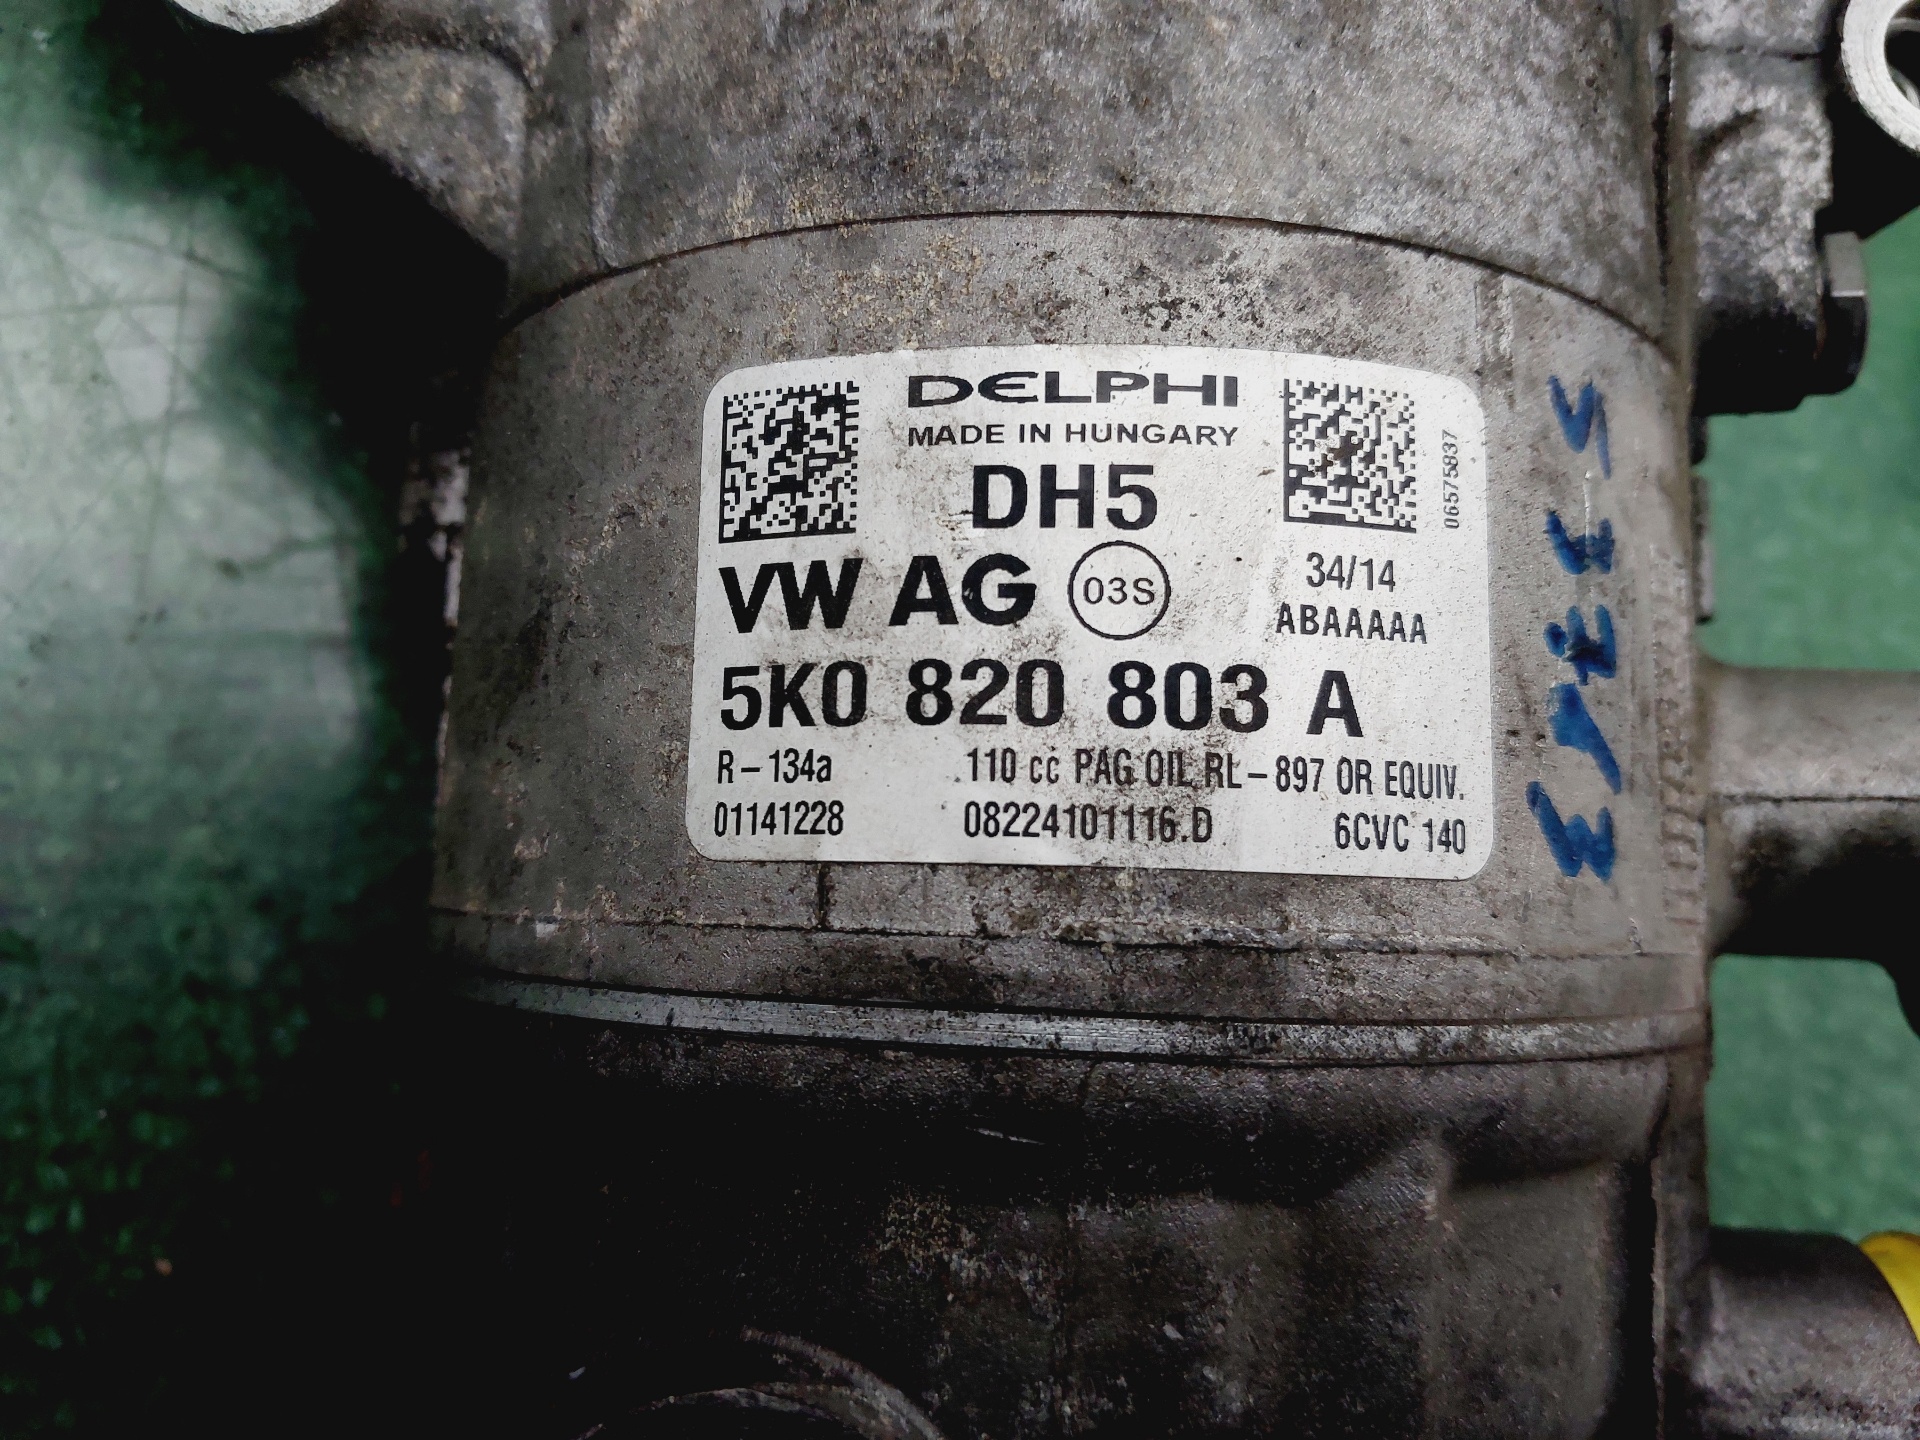 DELPHI
MADE IN HUNGARY
DH5
06575837
VW AG 03S
34/14
ABAAAAA
5K0 820 803 A
R-134a 110 cc PAG OIL RL-897 OR EQUIV.
01141228 08224101116.D 6CVC 140